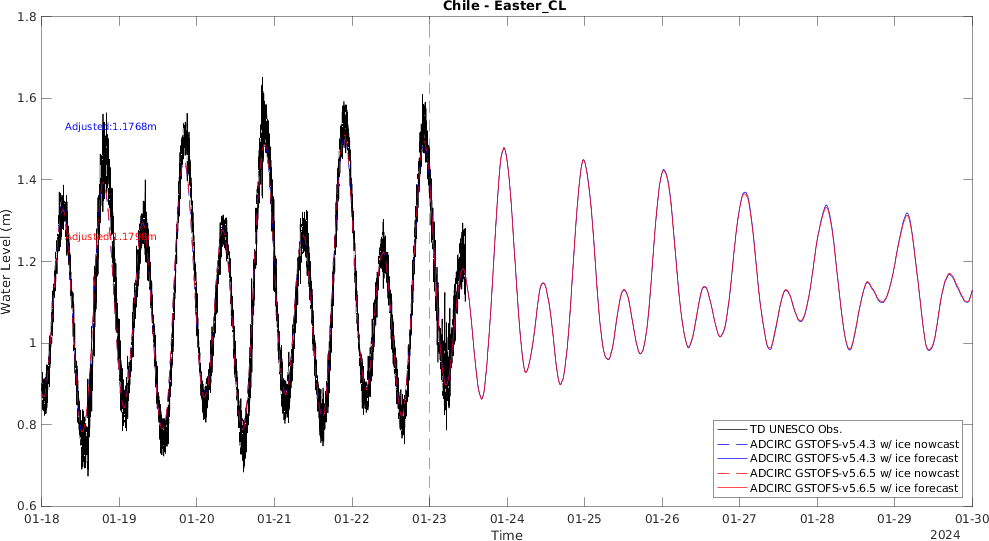 Chile - Easter_CL
1.8
1.6
1.4
1.2
1
0.8
0.6
Water Level (m)
Adjusted:1.1768m
01-18
01-19
01-20
01-21
01-22
01-23
01-24
01-25
01-26
01-27
01-28
01-29
01-30
Time
2024
TD UNESCO Obs.
ADCIRC GSTOFS-v5.4.3 w/ ice nowcast
ADCIRC GSTOFS-v5.4.3 w/ ice forecast
ADCIRC GSTOFS-v5.6.5 w/ ice nowcast
ADCIRC GSTOFS-v5.6.5 w/ ice forecast